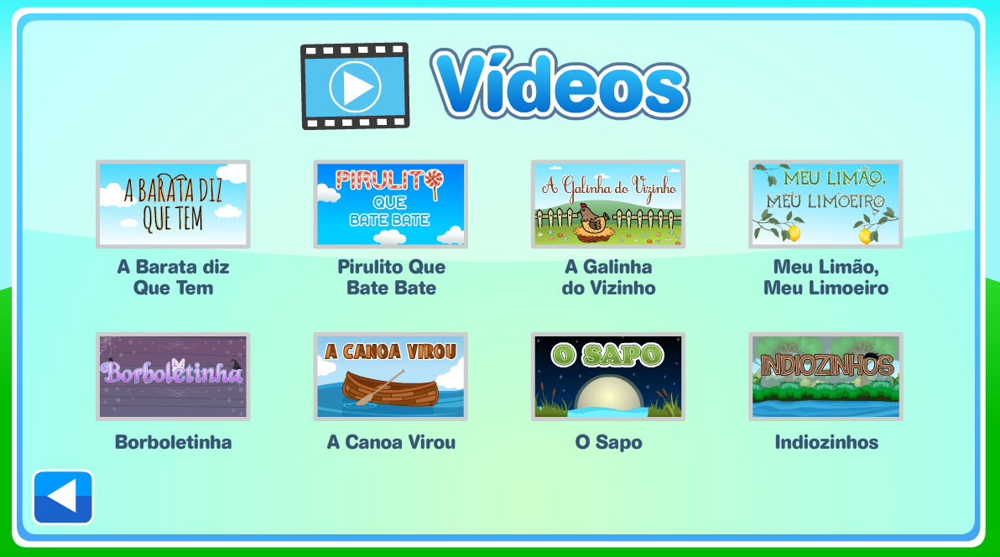 Vídeos
A BARATA DIZ
QUE TEM
PIRULITO
QUE
BATE BATE
A Galinha do Vizinho
MEU LIMÃO,
MEU LIMOEIRO
A Barata diz
Que Tem
Pirulito Que
Bate Bate
A Galinha
do Vizinho
Meu Limão,
Meu Limoeiro
Borboletinha
A CANOA VIROU
O SAPO
INDIOZINHOS
Borboletinha
A Canoa Virou
O Sapo
Indiozinhos